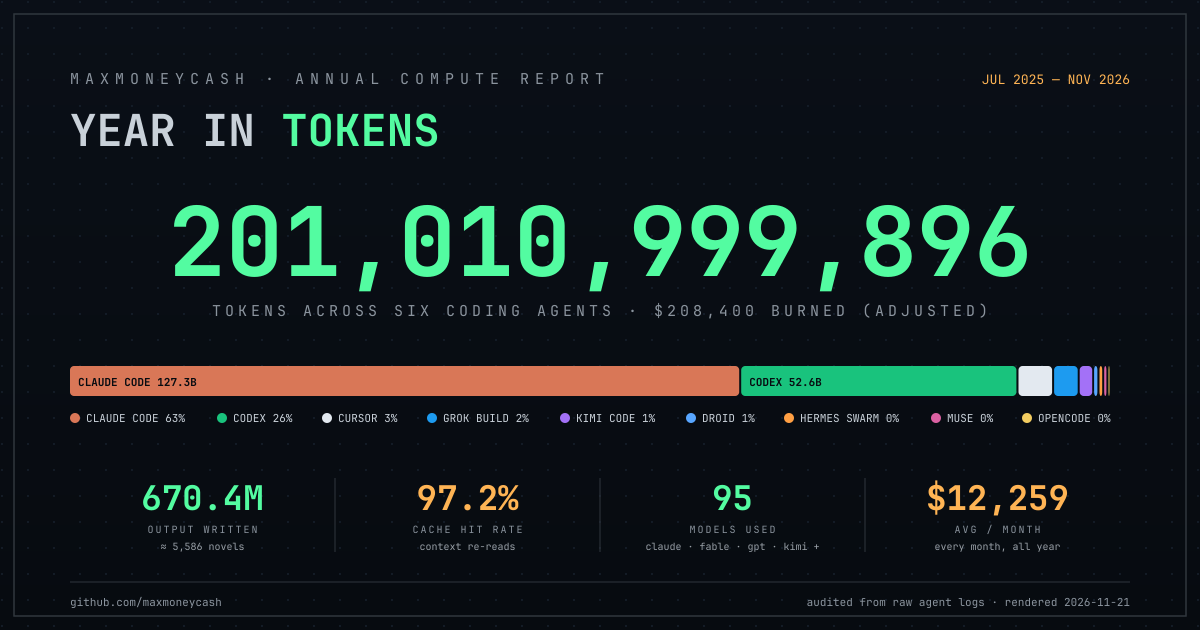 MAXMONEYCASH · ANNUAL COMPUTE REPORT
JUL 2025 — NOV 2026
YEAR IN TOKENS
201,010,999,896
TOKENS ACROSS SIX CODING AGENTS · $208,400 BURNED (ADJUSTED)
CLAUDE CODE 127.3B
CODEX 52.6B
CLAUDE CODE 63% CODEX 26% CURSOR 3% GROK BUILD 2% KIMI CODE 1% DROID 1% HERMES SWARM 0% MUSE 0% OPENCODE 0%
670.4M 97.2% 95 $12,259
OUTPUT WRITTEN CACHE HIT RATE MODELS USED AVG / MONTH
≈ 5,586 novels context re-reads claude · fable · gpt · kimi + every month, all year
github.com/maxmoneycash
audited from raw agent logs · rendered 2026-11-21